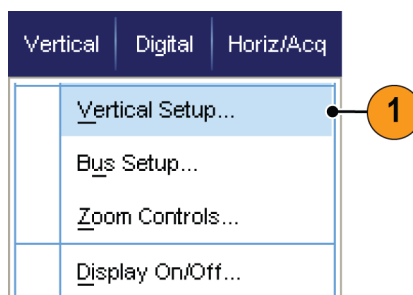 Vertical Digital Horiz/Acq
Vertical Setup...
1
Bus Setup...
Zoom Controls...
Display On/Off...